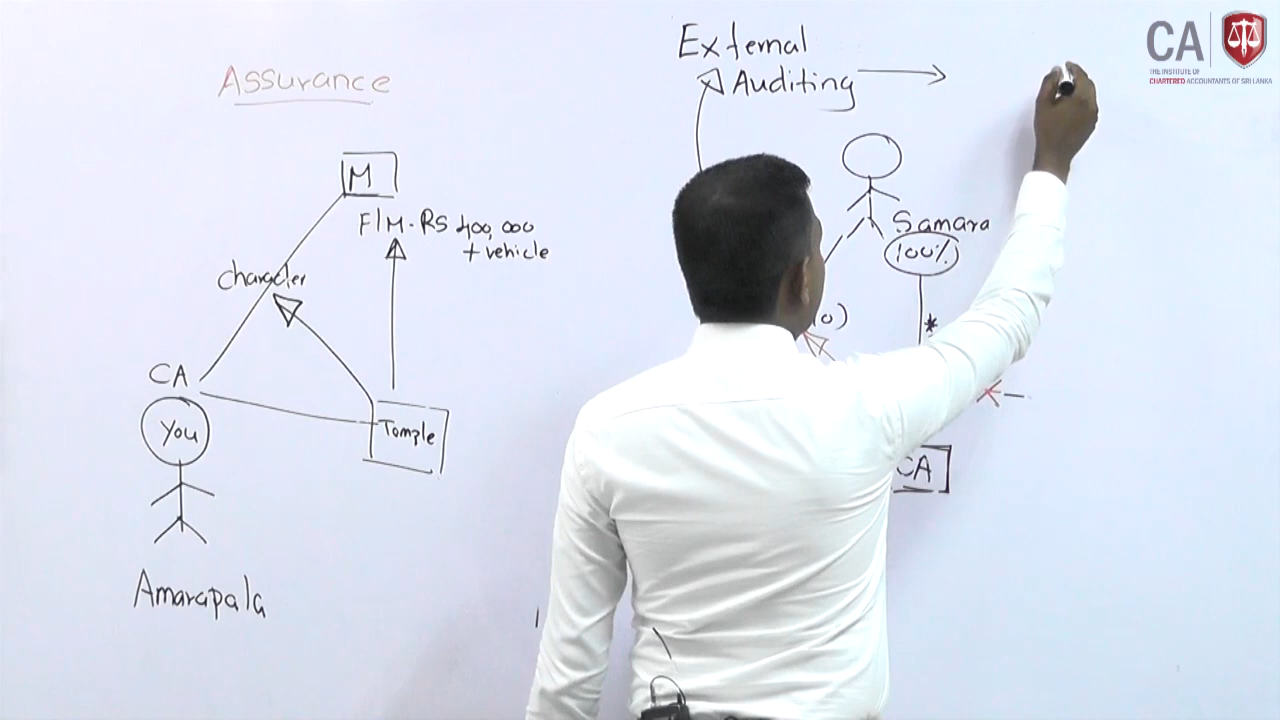 Assurance
M
F/M - RS 400,000
+ vehicle
character
CA
You
Temple
Amarapala
External
Auditing
Samara
100%
*
CA
CA
THE INSTITUTE OF
CHARTERED ACCOUNTANTS OF SRI LANKA